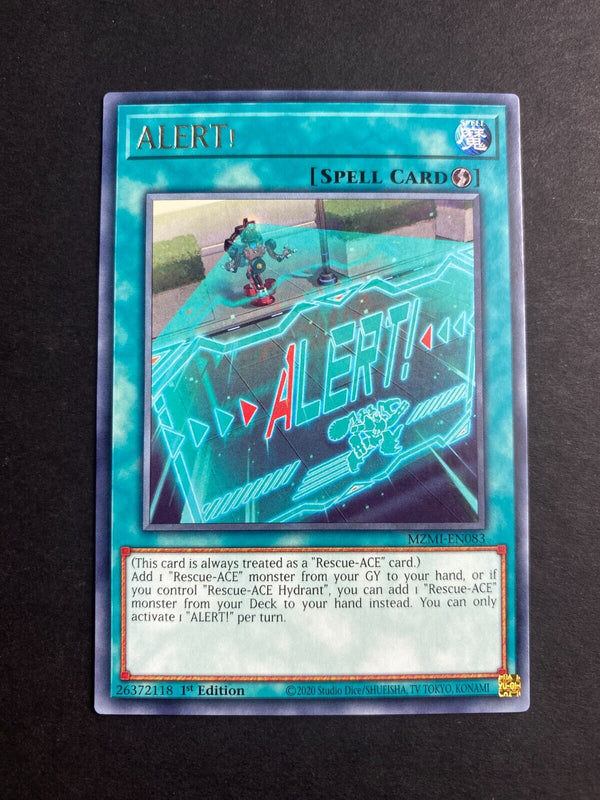 ALERT!
SPELL
魔
[SPELL CARD]
ALERT!
MZMI-EN083
(This card is always treated as a "Rescue-ACE" card.)
Add 1 "Rescue-ACE" monster from your GY to your hand, or if
you control "Rescue-ACE Hydrant", you can add 1 "Rescue-ACE"
monster from your Deck to your hand instead. You can only
activate 1 "ALERT!" per turn.
26372118 1st Edition ©2020 Studio Dice/SHUEISHA, TV TOKYO, KONAMI